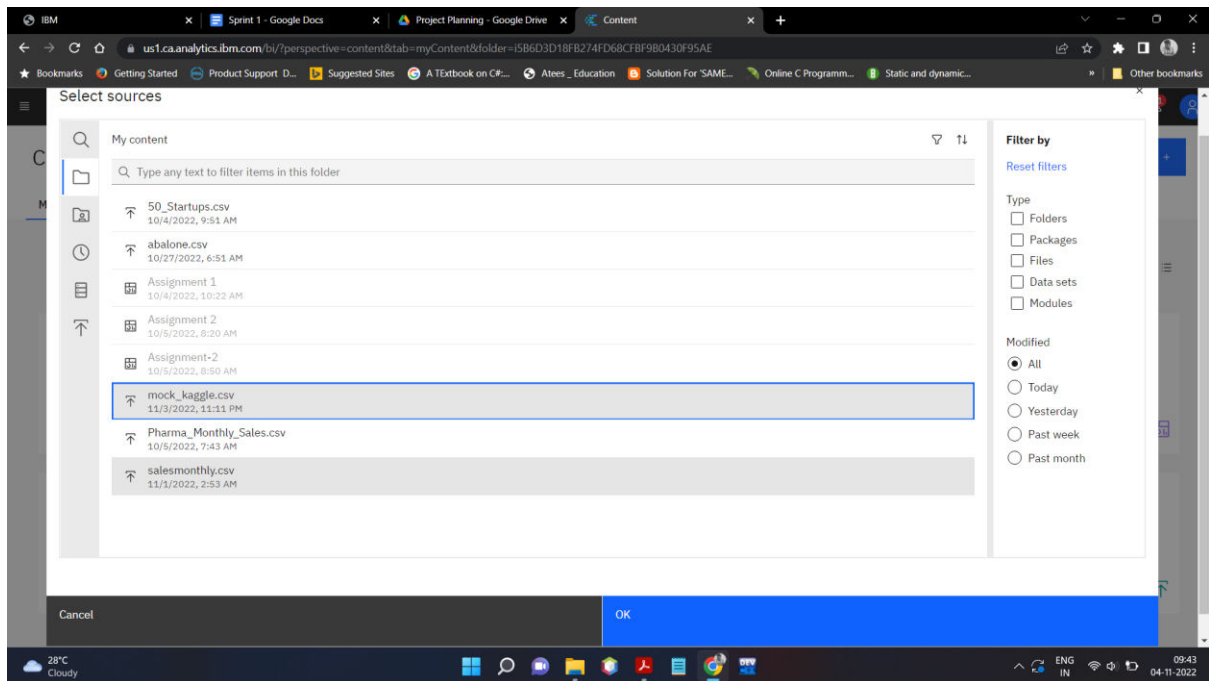 IBM
Sprint 1 - Google Docs
Project Planning - Google Drive
Content
us1.ca.analytics.ibm.com/bi/?perspective=content&tab=myContent&folder=i5B6D3D18FB274FD68CFBF9B0430F95AE
Bookmarks
Getting Started
Product Support D...
Suggested Sites
A TExtbook on C#:...
Atees _ Education
Solution For 'SAME...
Online C Programm...
Static and dynamic...
»
Other bookmarks
Select sources
My content
Type any text to filter items in this folder
50_Startups.csv
10/4/2022, 9:51 AM
abalone.csv
10/27/2022, 6:51 AM
Assignment 1
10/4/2022, 10:22 AM
Assignment 2
10/5/2022, 8:20 AM
Assignment-2
10/5/2022, 8:50 AM
mock_kaggle.csv
11/3/2022, 11:11 PM
Pharma_Monthly_Sales.csv
10/5/2022, 7:43 AM
salesmonthly.csv
11/1/2022, 2:53 AM
Filter by
Reset filters
Type
Folders
Packages
Files
Data sets
Modules
Modified
All
Today
Yesterday
Past week
Past month
Cancel
OK
28°C
Cloudy
DEV
ENG
IN
09:43
04-11-2022